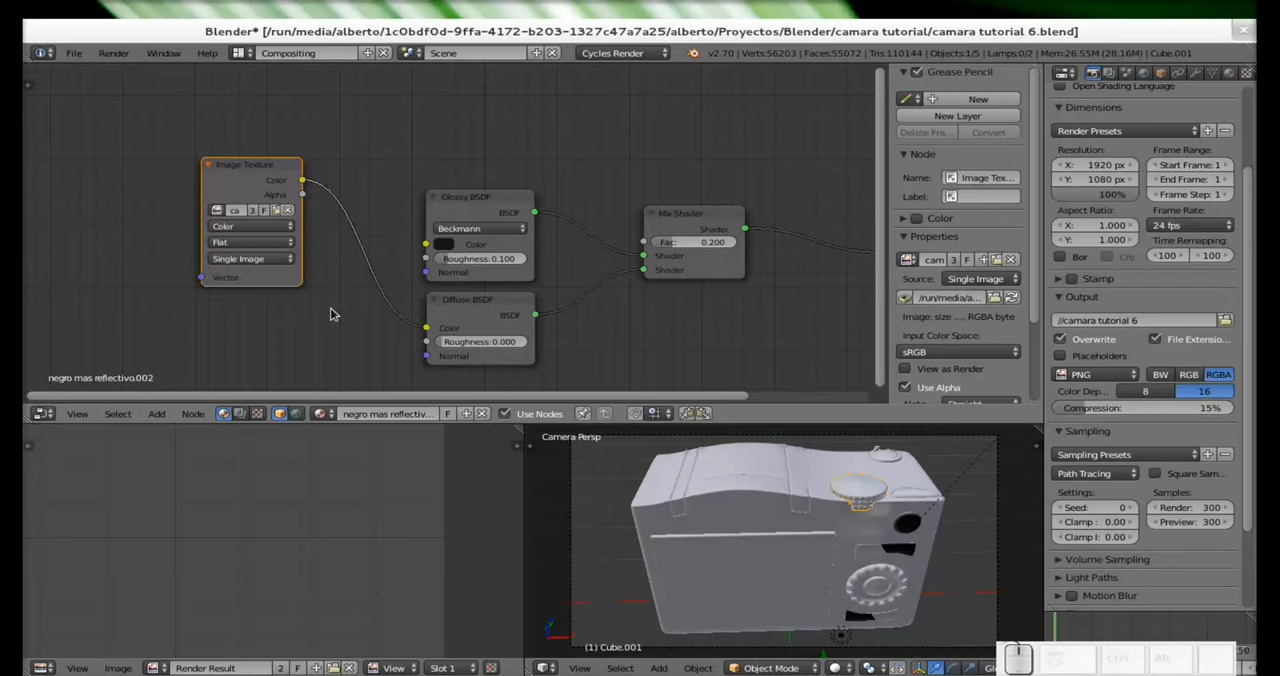 Blender* [/run/media/alberto/1c0bdf0d-9ffa-4172-b203-1327c47a7a25/alberto/Proyectos/Blender/camara tutorial/camara tutorial 6.blend]
File Render Window Help Compositing Scene Cycles Render v2.70 | Verts:56203 | Faces:55072 | Tris:110144 | Objects:1/5 | Lamps:0/2 | Mem:26.55M (28.16M) | Cube.001
Image Texture
Color
Alpha
ca 3 F
Color
Flat
Single Image
Vector
Glossy BSDF
BSDF
Beckmann
Color
Roughness:0.100
Normal
Diffuse BSDF
BSDF
Color
Roughness:0.000
Normal
Mix Shader
Shader
Fac: 0.200
Shader
Shader
negro mas reflectivo.002
Grease Pencil
New
New Layer
Delete Fra... Convert
Node
Name: Image Tex...
Label:
Color
Properties
cam 3 F
Source: Single Image
/run/media/a...
Image: size ..., RGBA byte
Input Color Space:
sRGB
View as Render
Use Alpha
Open Shading Language
Dimensions
Render Presets
Resolution: Frame Range:
X: 1920 px Start Frame: 1
Y: 1080 px End Frame: 1
100% Frame Step: 1
Aspect Ratio: Frame Rate:
X: 1.000 24 fps
Y: 1.000 Time Remapping:
Bor Cro 100 100
Stamp
Output
//camara tutorial 6
Overwrite File Extensio...
Placeholders
PNG BW RGB RGBA
Color Dep... 8 16
Compression: 15%
Sampling
Sampling Presets
Path Tracing Square Sam...
Settings: Samples:
Seed: 0 Render: 300
Clamp : 0.00 Preview: 300
Clamp I: 0.00
Volume Sampling
Light Paths
Motion Blur
View Select Add Node negro mas reflectiv... F Use Nodes
Camera Persp
(1) Cube.001
View Image Render Result 2 F View Slot 1
View Select Add Object Object Mode
Ctrl Alt